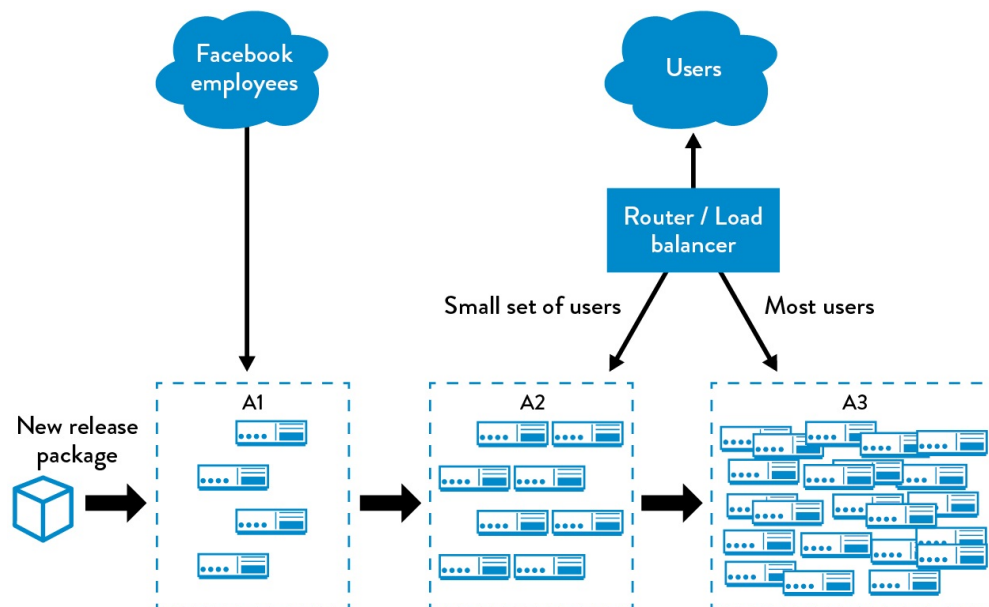 Facebook
employees
Users
Router / Load
balancer
Small set of users
Most users
New release
package
A1
A2
A3